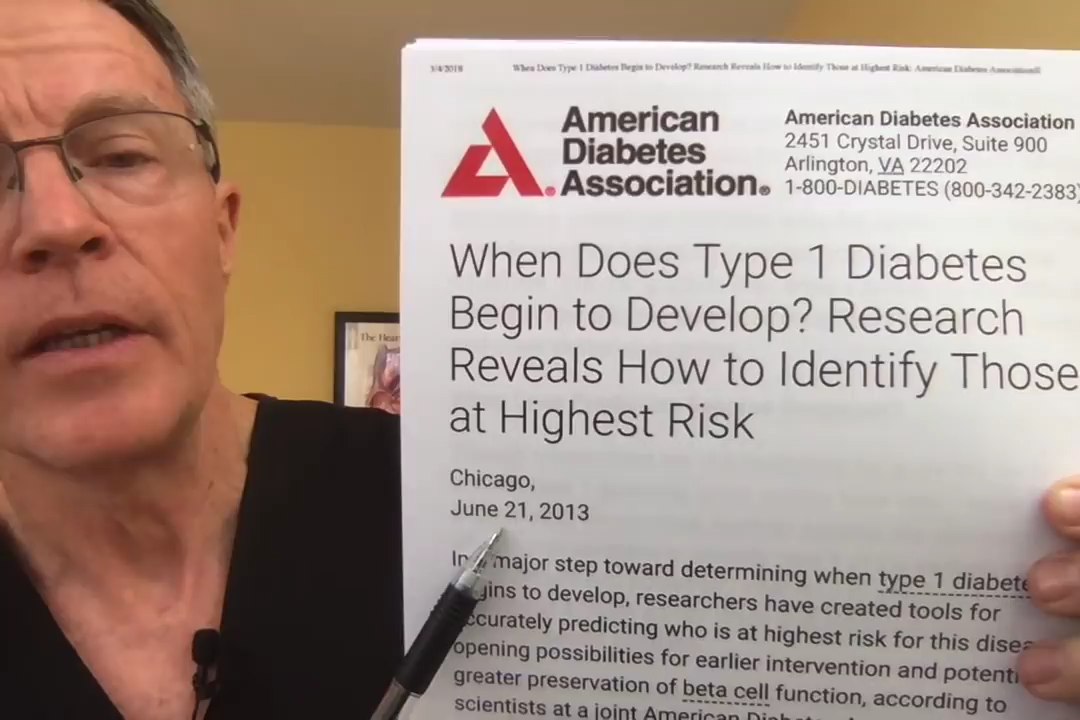 3/4/2018 When Does Type 1 Diabetes Begin to Develop? Research Reveals How to Identify Those at Highest Risk: American Diabetes Association®
American
Diabetes
Association®
American Diabetes Association
2451 Crystal Drive, Suite 900
Arlington, VA 22202
1-800-DIABETES (800-342-2383)
When Does Type 1 Diabetes
Begin to Develop? Research
Reveals How to Identify Those
at Highest Risk
Chicago,
June 21, 2013
In major step toward determining when type 1 diabete
gins to develop, researchers have created tools for
ccurately predicting who is at highest risk for this disea
opening possibilities for earlier intervention and potenti
greater preservation of beta cell function, according to
scientists at a joint American Diab
The Hear